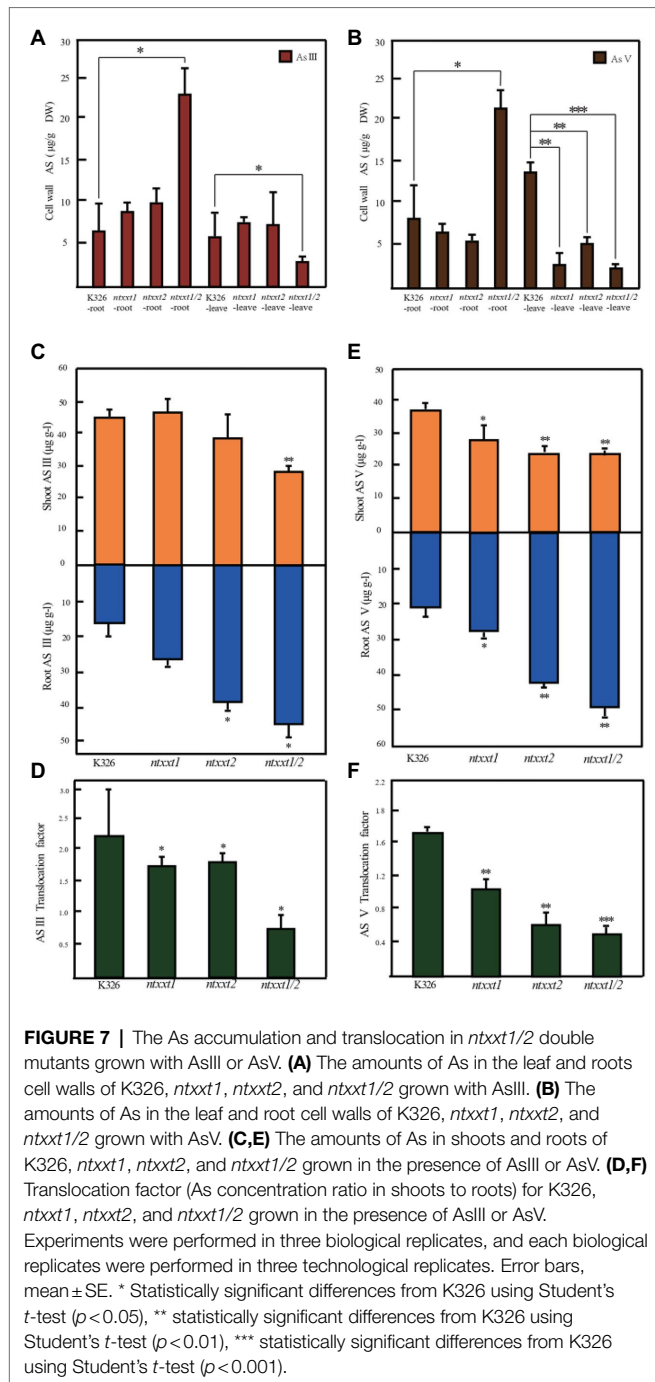 A
B
30
25
20
15
10
5
Cell wall AS ( µg/g DW)
As III
*
*
K326 -root
ntxxt1 -root
ntxxt2 -root
ntxxt1/2 -root
K326 -leave
ntxxt1 -leave
ntxxt2 -leave
ntxxt1/2 -leave
30
25
20
15
10
5
Cell wall AS ( µg/g DW)
As V
*
***
**
**
K326 -root
ntxxt1 -root
ntxxt2 -root
ntxxt1/2 -root
K326 -leave
ntxxt1 -leave
ntxxt2 -leave
ntxxt1/2 -leave
C
E
60
50
40
30
20
10
0
10
20
30
40
50
Shoot AS III (µg g-l)
Root AS III (µg g-l)
**
*
*
K326
ntxxt1
ntxxt2
ntxxt1/2
50
40
30
20
10
0
10
20
30
40
50
60
Shoot AS V (µg g-l)
Root AS V (µg g-l)
*
**
**
*
**
**
K326
ntxxt1
ntxxt2
ntxxt1/2
D
F
3.0
2.5
2.0
1.5
1.0
0.5
AS III Translocation factor
*
*
*
K326
ntxxt1
ntxxt2
ntxxt1/2
2.2
1.8
1.6
1.2
0.8
0.4
AS V Translocation factor
**
**
***
K326
ntxxt1
ntxxt2
ntxxt1/2
FIGURE 7 | The As accumulation and translocation in ntxxt1/2 double
mutants grown with AsIII or AsV. (A) The amounts of As in the leaf and roots
cell walls of K326, ntxxt1, ntxxt2, and ntxxt1/2 grown with AsIII. (B) The
amounts of As in the leaf and root cell walls of K326, ntxxt1, ntxxt2, and
ntxxt1/2 grown with AsV. (C,E) The amounts of As in shoots and roots of
K326, ntxxt1, ntxxt2, and ntxxt1/2 grown in the presence of AsIII or AsV. (D,F)
Translocation factor (As concentration ratio in shoots to roots) for K326,
ntxxt1, ntxxt2, and ntxxt1/2 grown in the presence of AsIII or AsV.
Experiments were performed in three biological replicates, and each biological
replicates were performed in three technological replicates. Error bars,
mean ± SE. * Statistically significant differences from K326 using Student's
t-test (p < 0.05), ** statistically significant differences from K326 using
Student's t-test (p < 0.01), *** statistically significant differences from K326
using Student's t-test (p < 0.001).